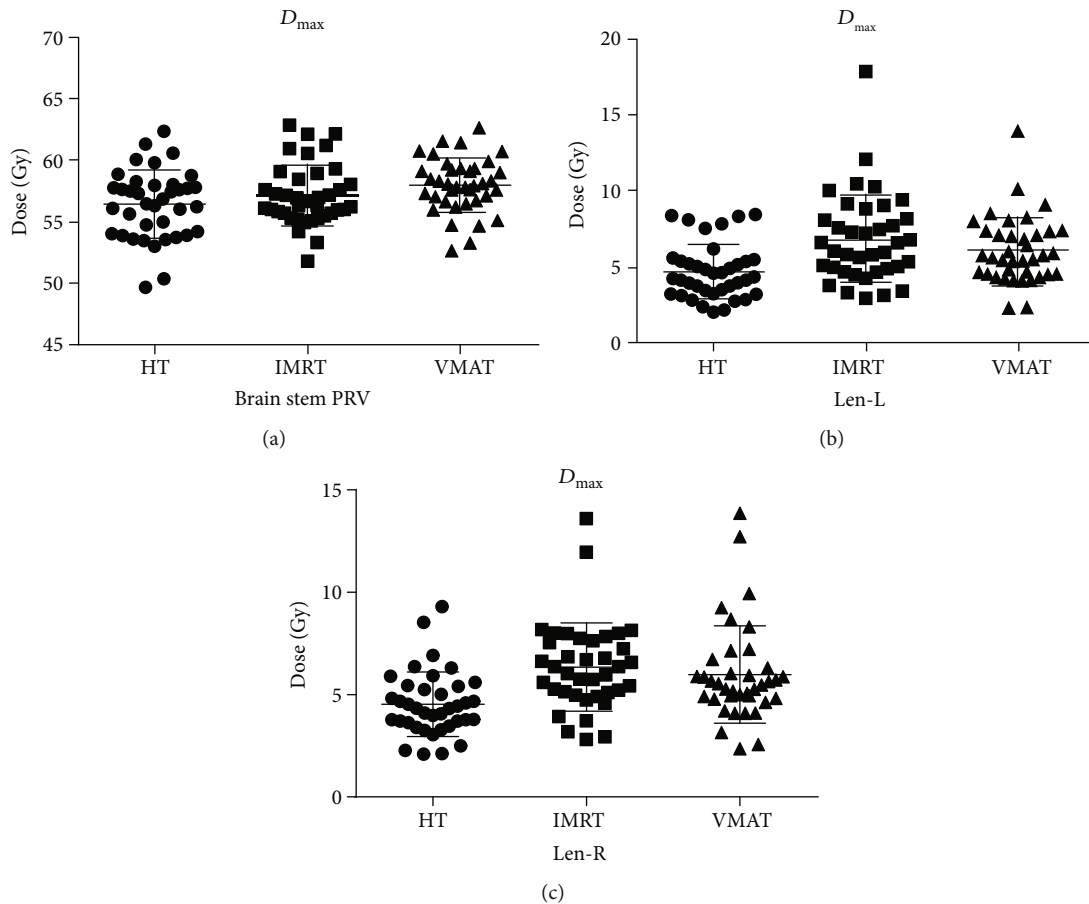 D_max
Dose (Gy)
70
65
60
55
50
45
HT
IMRT
VMAT
Brain stem PRV
(a)
D_max
Dose (Gy)
20
15
10
5
0
HT
IMRT
VMAT
Len-L
(b)
D_max
Dose (Gy)
15
10
5
0
HT
IMRT
VMAT
Len-R
(c)